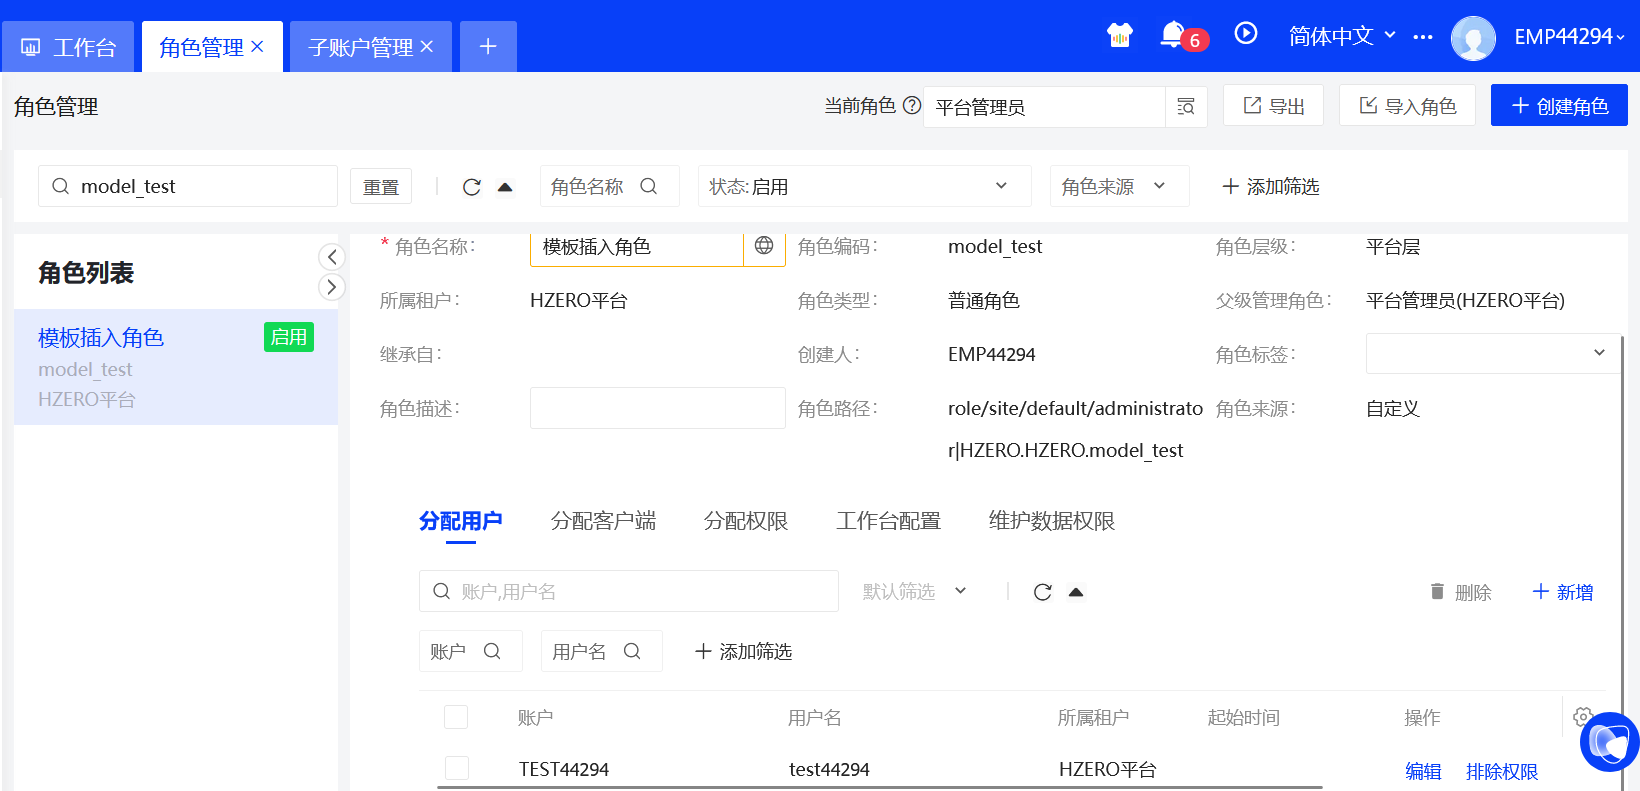 工作台 角色管理 子账户管理 6 简体中文 EMP44294
角色管理 当前角色 平台管理员 导出 导入角色 创建角色
model_test 重置 角色名称 状态: 启用 角色来源 添加筛选
角色列表
模板插入角色 启用
model_test
HZERO平台
* 角色名称： 模板插入角色 角色编码： model_test 角色层级： 平台层
所属租户： HZERO平台 角色类型： 普通角色 父级管理角色： 平台管理员(HZERO平台)
继承自： 创建人： EMP44294 角色标签：
角色描述： 角色路径： role/site/default/administrato 角色来源： 自定义
r|HZERO.HZERO.model_test
分配用户 分配客户端 分配权限 工作台配置 维护数据权限
账户,用户名 默认筛选 删除 新增
账户 用户名 添加筛选
账户 用户名 所属租户 起始时间 操作
TEST44294 test44294 HZERO平台 编辑 排除权限